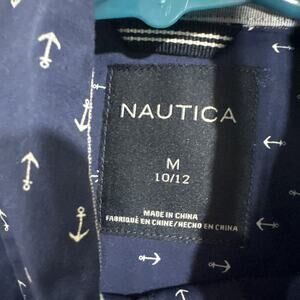 NAUTICA
M
10/12
MADE IN CHINA
FABRIQUÉ EN CHINE/HECHO EN CHINA